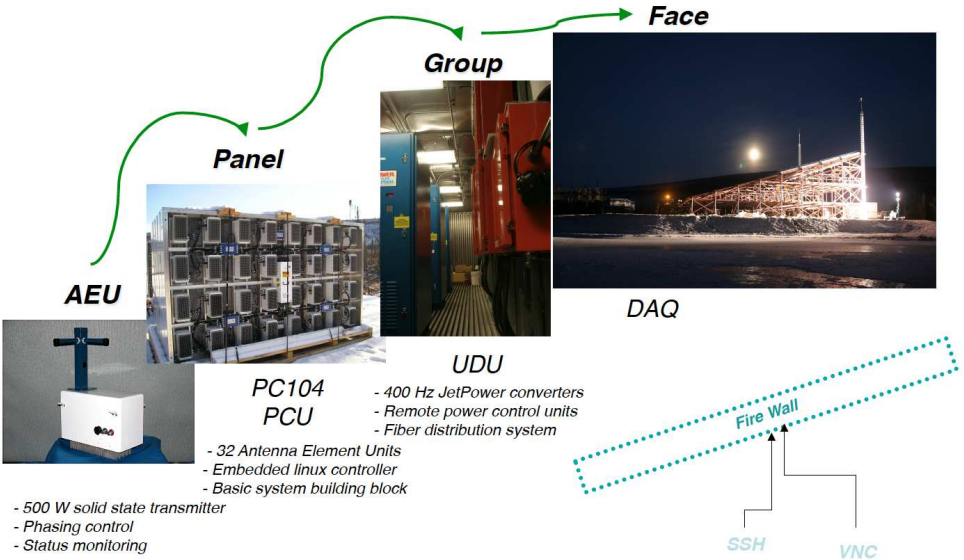 Face
Group
Panel
AEU
DAQ
UDU
PC104
PCU
- 400 Hz JetPower converters
- Remote power control units
- Fiber distribution system
- 32 Antenna Element Units
- Embedded linux controller
- Basic system building block
- 500 W solid state transmitter
- Phasing control
- Status monitoring
Fire Wall
SSH
VNC